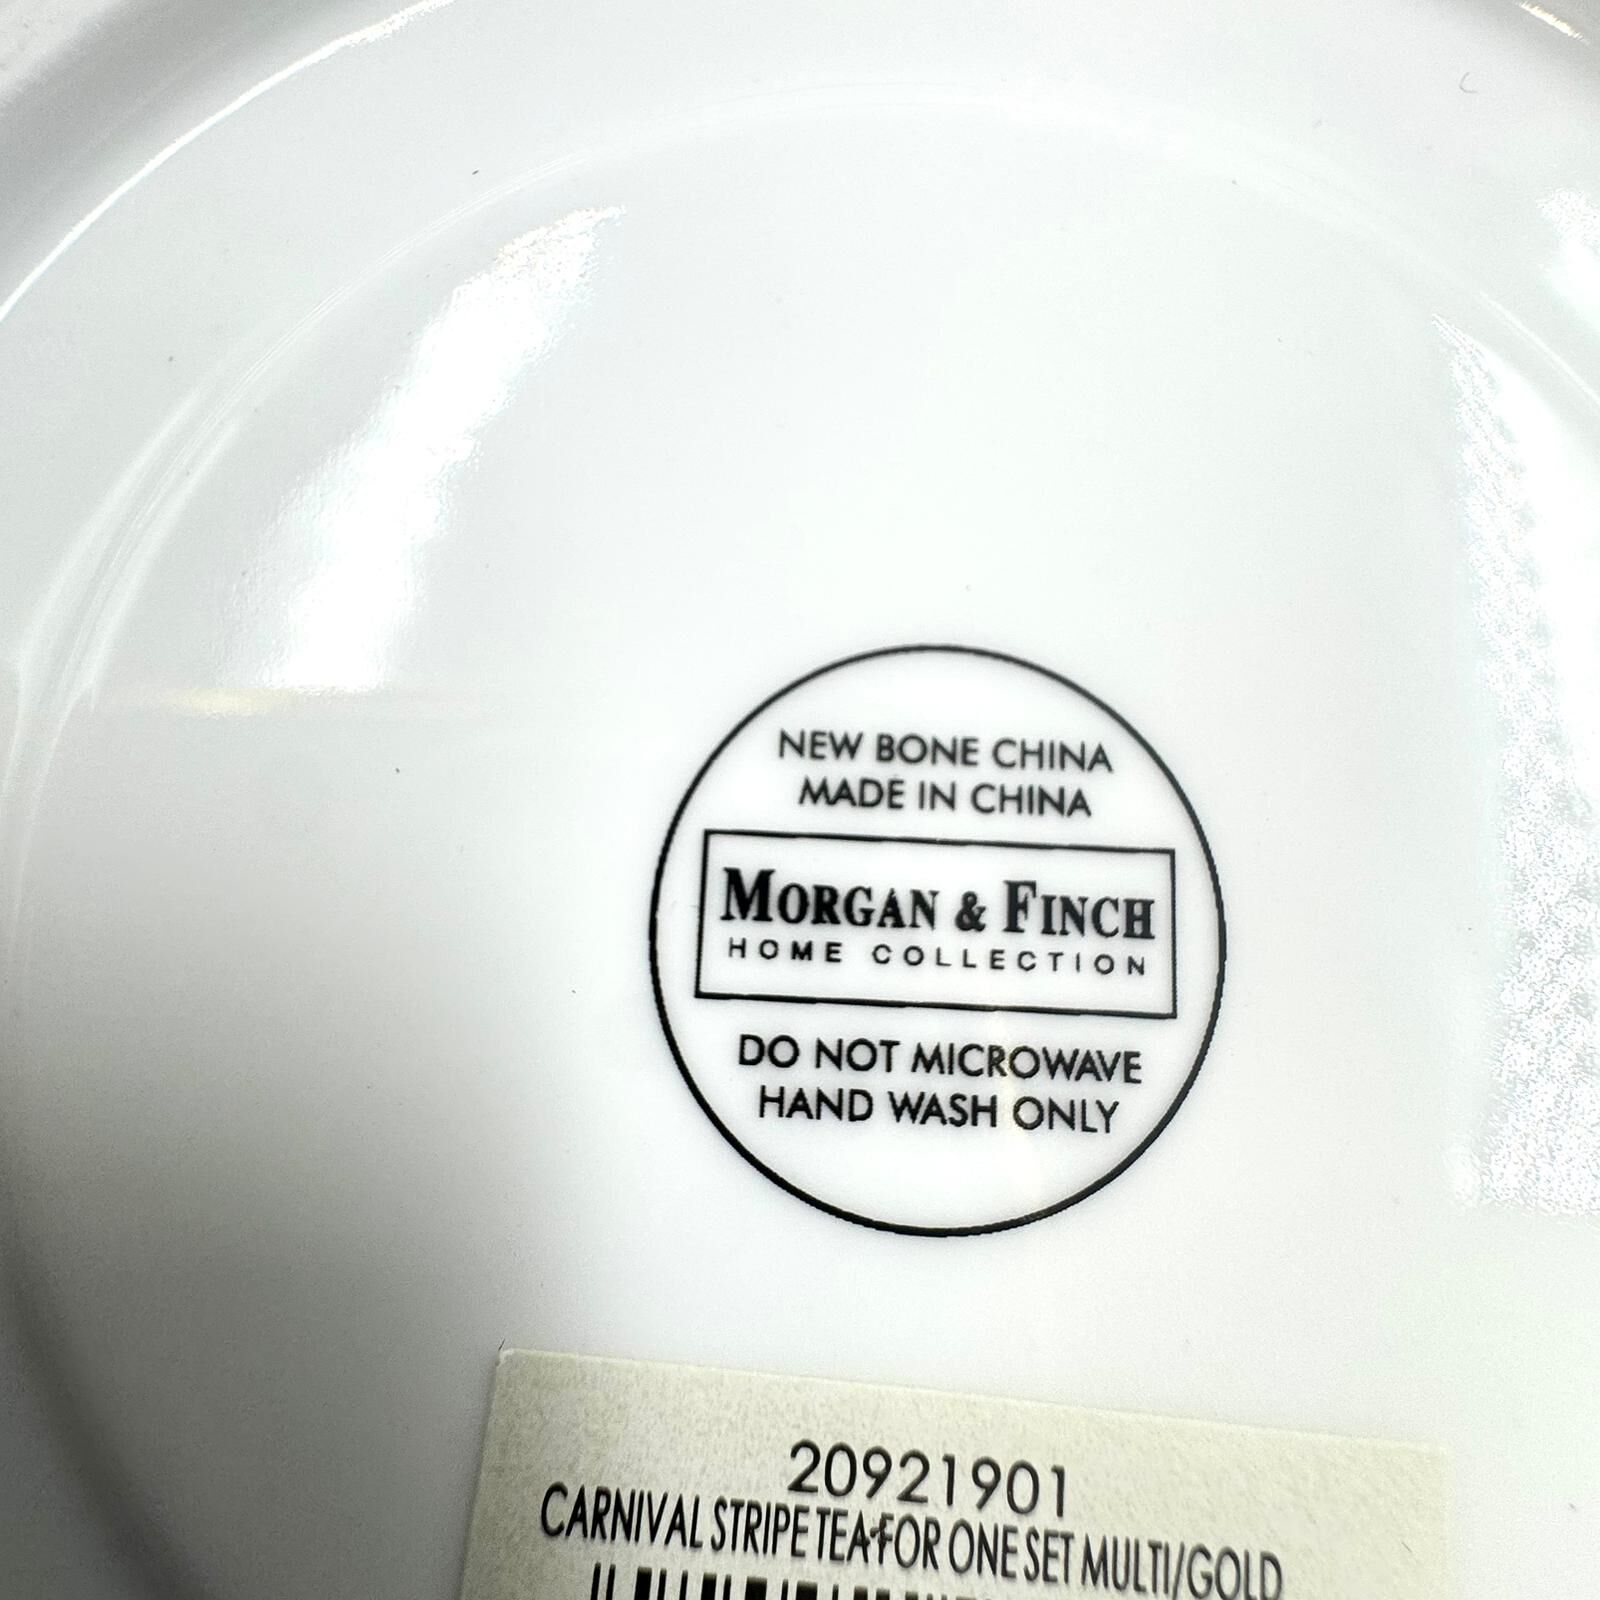 NEW BONE CHINA
MADE IN CHINA
MORGAN & FINCH
HOME COLLECTION
DO NOT MICROWAVE
HAND WASH ONLY
20921901
CARNIVAL STRIPE TEA FOR ONE SET MULTI/GOLD